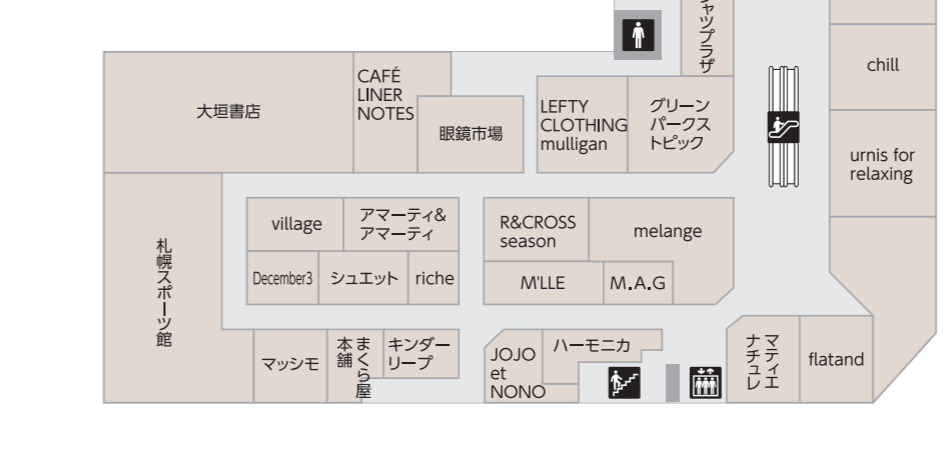 ャツプラザ
chill
大垣書店
CAFÉ
LINER
NOTES
眼鏡市場
LEFTY
CLOTHING
mulligan
グリーン
パークス
トピック
urnis for
relaxing
札幌スポーツ館
village
アマーティ&
アマーティ
R&CROSS
season
melange
December3
シュエット
riche
M'LLE
M.A.G
マッシモ
まくら屋
本舗
キンダー
リープ
JOJO
et
NONO
ハーモニカ
マティエ
ナチュレ
flatand